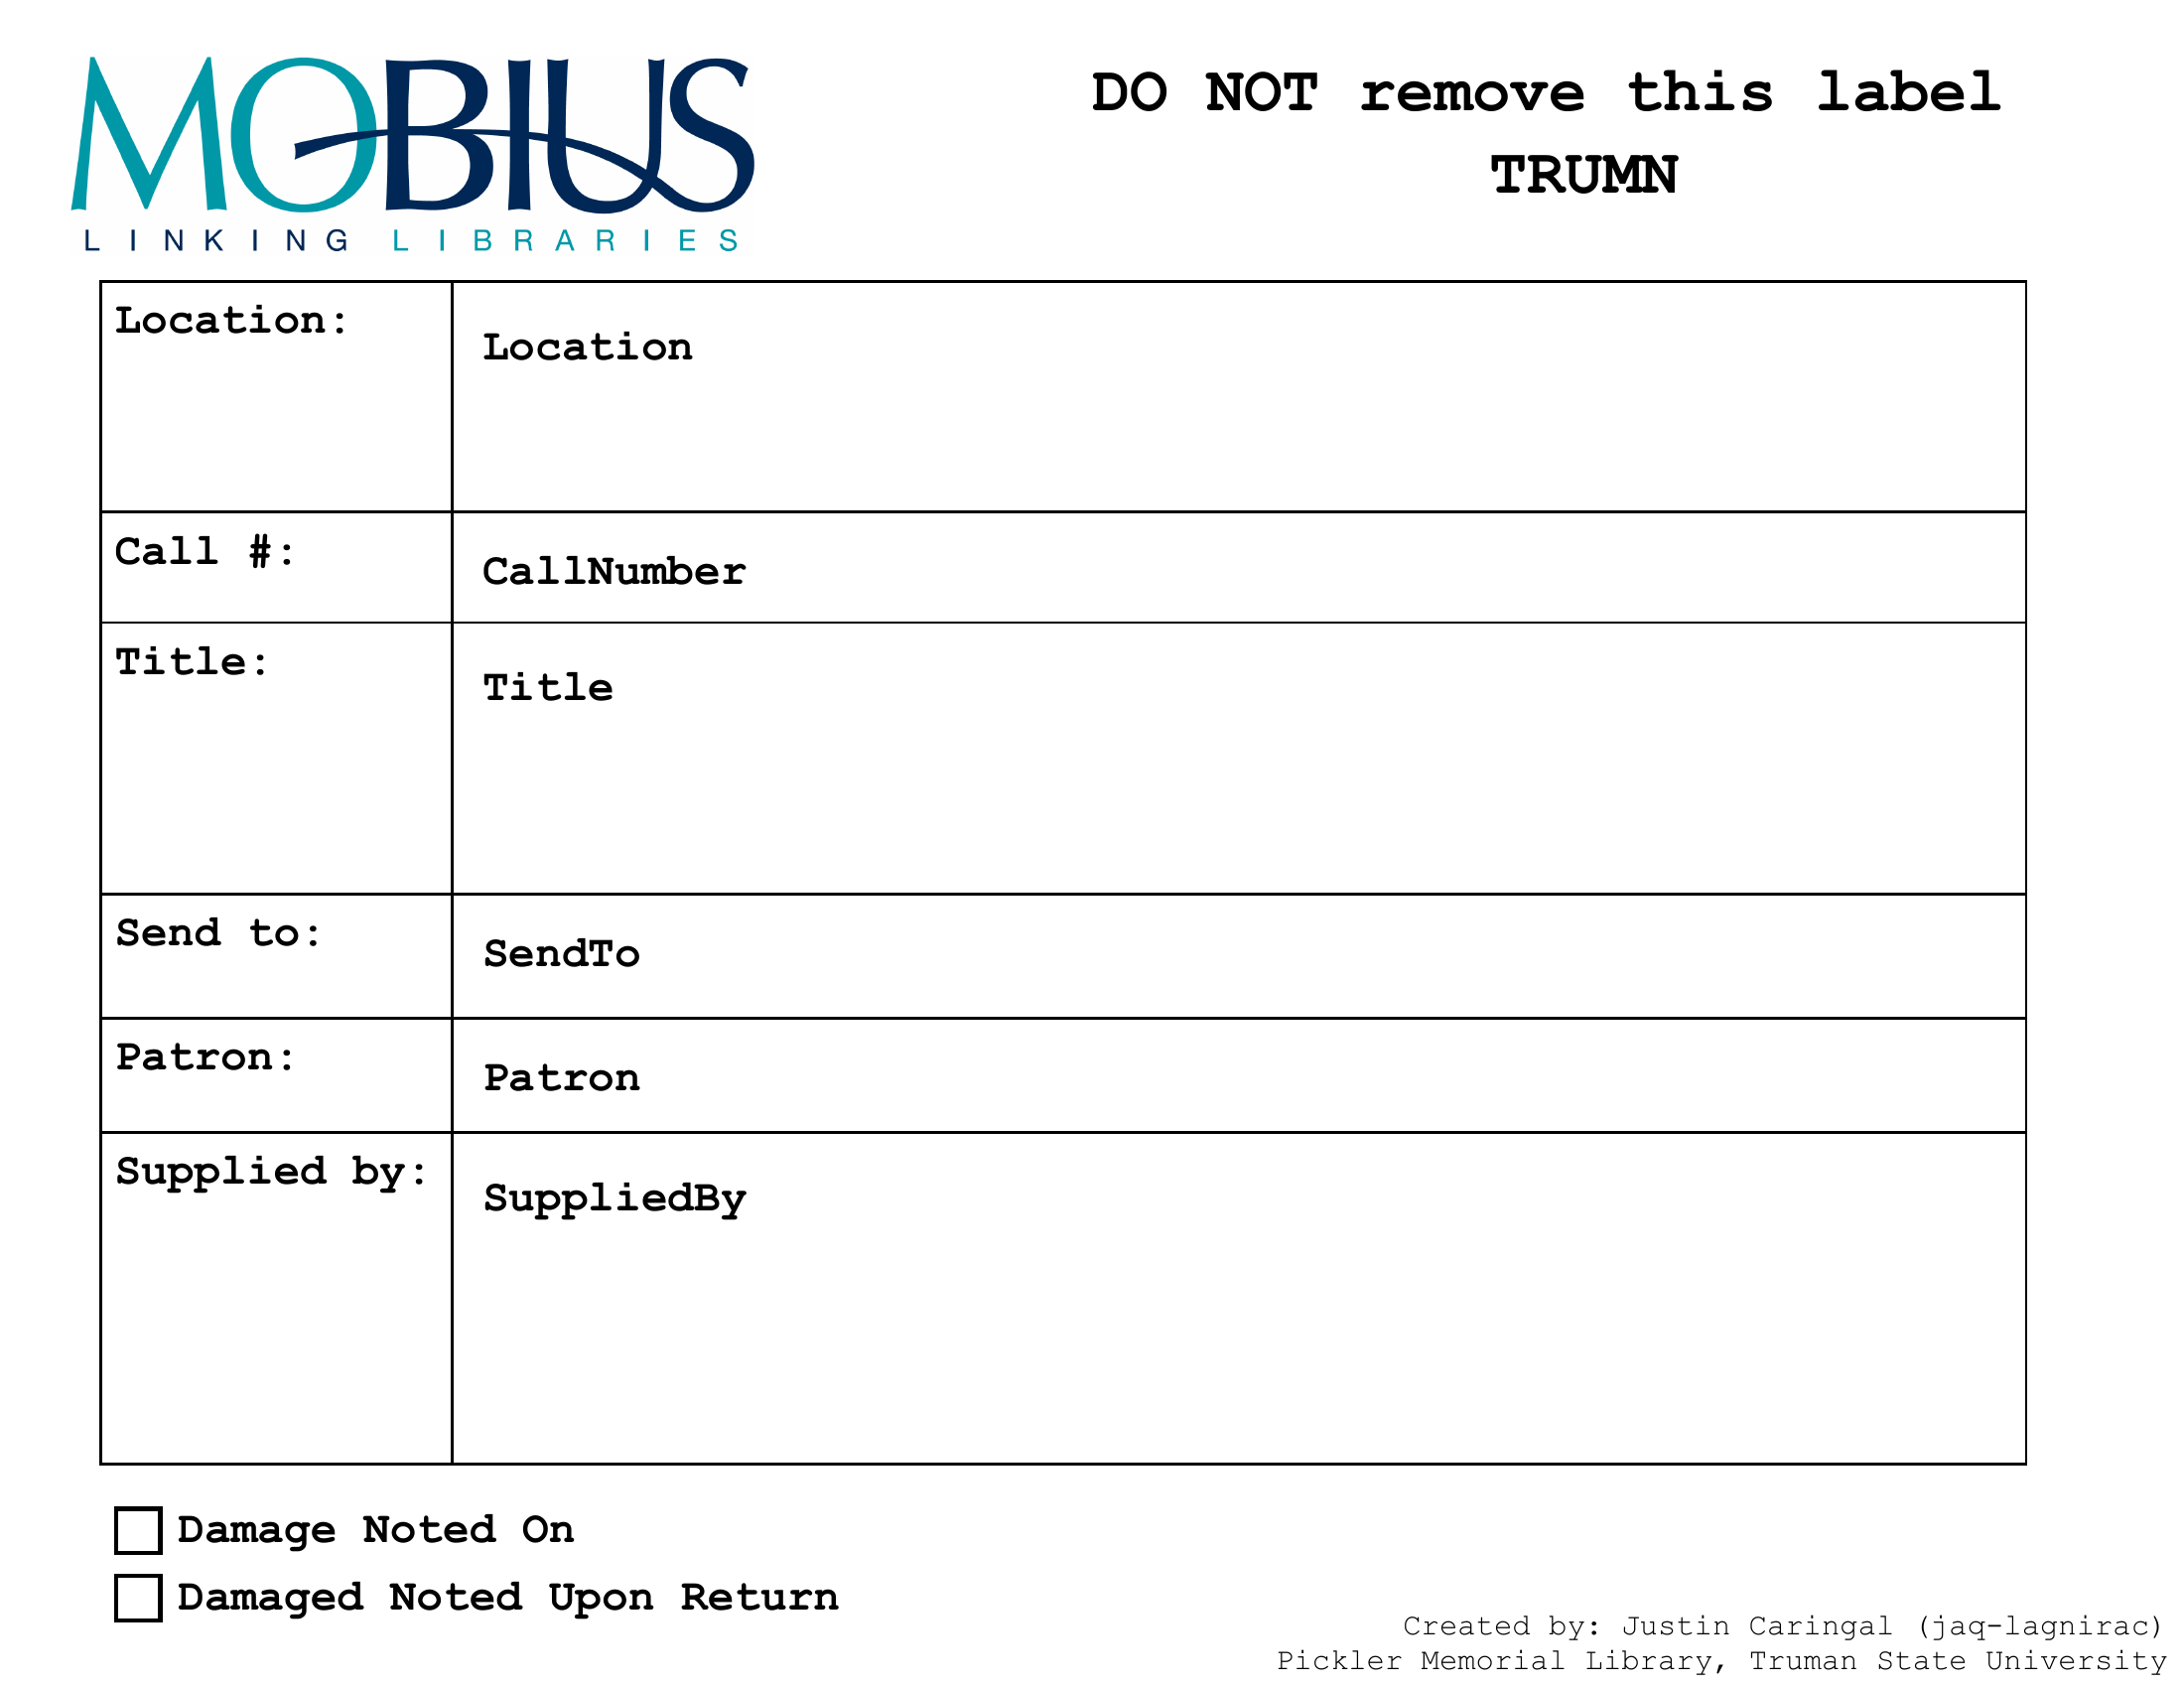 MOBIUS
LINKING LIBRARIES
DO NOT remove this label
TRUMN
Location:
Location
Call #:
CallNumber
Title:
Title
Send to:
SendTo
Patron:
Patron
Supplied by:
SuppliedBy
Damage Noted On
Damaged Noted Upon Return
Created by: Justin Caringal (jaq-lagnirac)
Pickler Memorial Library, Truman State University